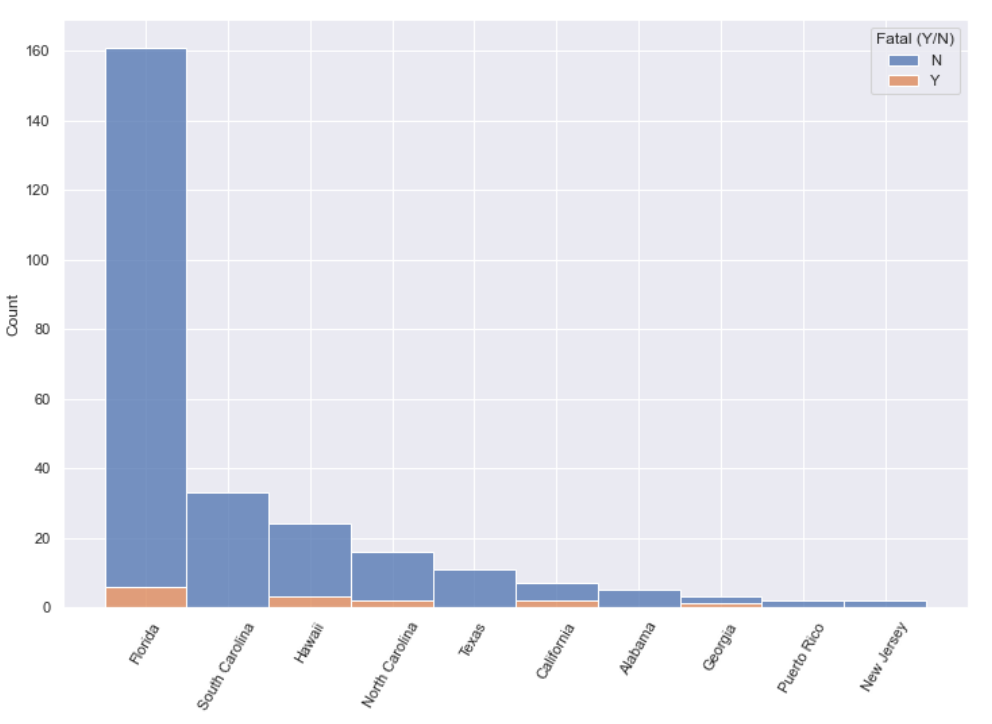 Fatal (Y/N)
N
Y
160
140
120
100
80
60
40
20
0
Count
Florida
South Carolina
Hawaii
North Carolina
Texas
California
Alabama
Georgia
Puerto Rico
New Jersey